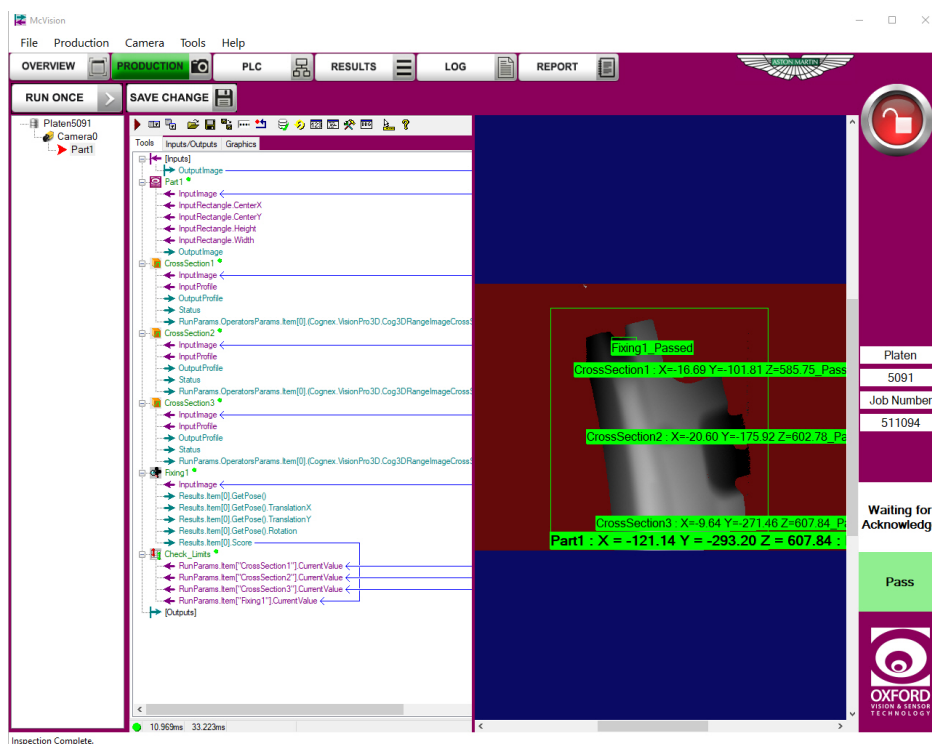 McVision
File Production Camera Tools Help
OVERVIEW PRODUCTION PLC RESULTS LOG REPORT
ASTON MARTIN
RUN ONCE SAVE CHANGE
Platen5091
Camera0
Part1
Tools Inputs/Outputs Graphics
[Inputs]
OutputImage
Part1
InputImage
InputRectangle.CenterX
InputRectangle.CenterY
InputRectangle.Height
InputRectangle.Width
OutputImage
CrossSection1
InputImage
InputProfile
OutputProfile
Status
RunParams.OperatorsParams.Item[0].(Cognex.VisionPro3D.Cog3DRangeImageCrossS
CrossSection2
InputImage
InputProfile
OutputProfile
Status
RunParams.OperatorsParams.Item[0].(Cognex.VisionPro3D.Cog3DRangeImageCrossS
CrossSection3
InputImage
InputProfile
OutputProfile
Status
RunParams.OperatorsParams.Item[0].(Cognex.VisionPro3D.Cog3DRangeImageCrossS
Fixing1
InputImage
Results.Item[0].GetPose()
Results.Item[0].GetPose().TranslationX
Results.Item[0].GetPose().TranslationY
Results.Item[0].GetPose().Rotation
Results.Item[0].Score
Check_Limits
RunParams.Item["CrossSection1"].CurrentValue
RunParams.Item["CrossSection2"].CurrentValue
RunParams.Item["CrossSection3"].CurrentValue
RunParams.Item["Fixing1"].CurrentValue
[Outputs]
10.969ms 33.223ms
Fixing1_Passed
CrossSection1 : X=-16.69 Y=-101.81 Z=585.75_Pass
CrossSection2 : X=-20.60 Y=-175.92 Z=602.78_Pa
CrossSection3 : X=-9.64 Y=-271.46 Z=607.84_P
Part1 : X = -121.14 Y = -293.20 Z = 607.84 :
Platen
5091
Job Number
511094
Waiting for
Acknowledg
Pass
OXFORD
VISION & SENSOR
TECHNOLOGY
Inspection Complete.